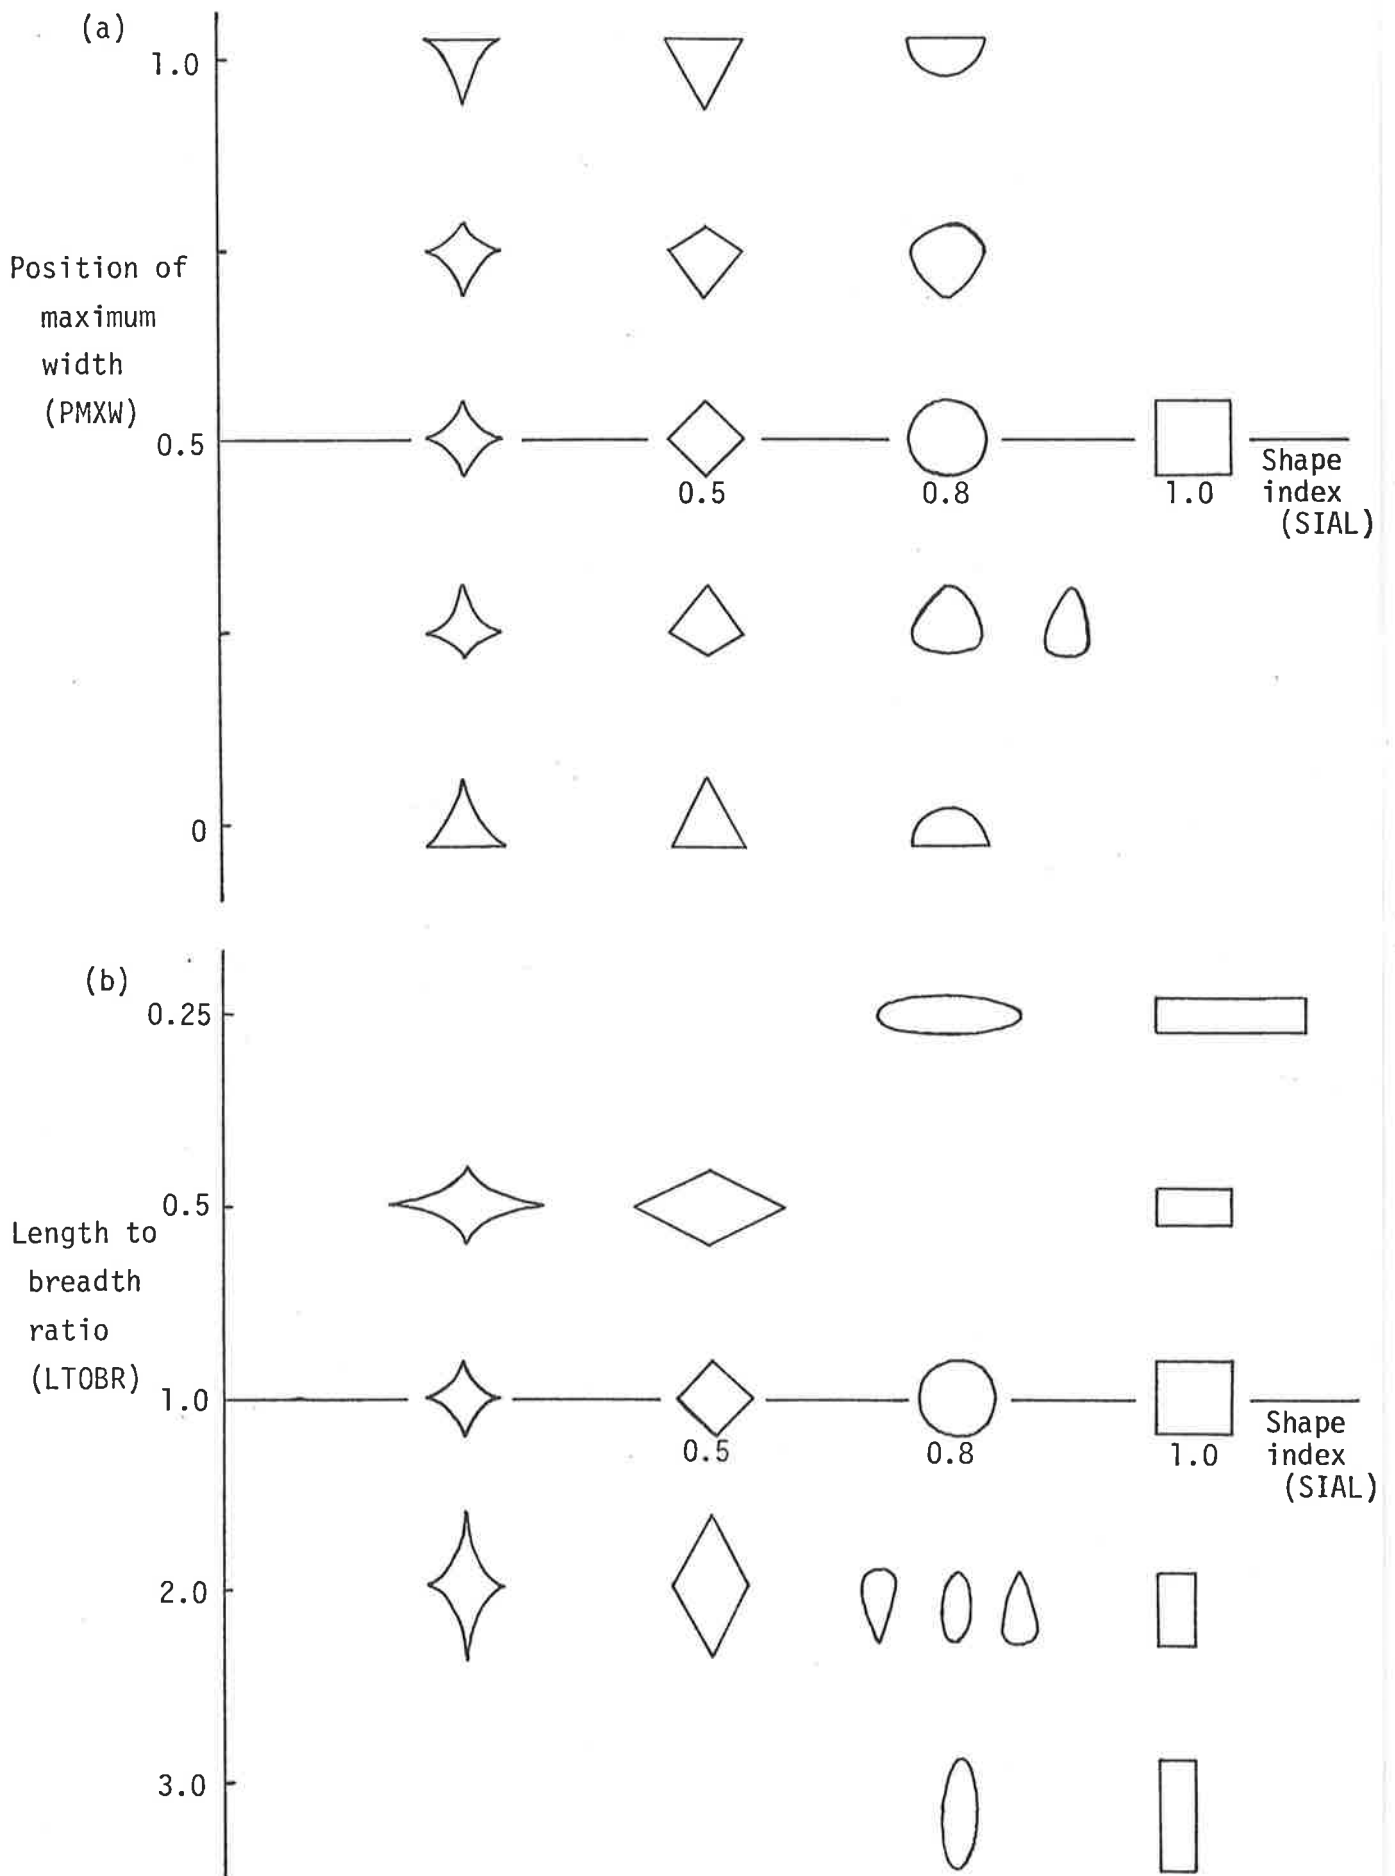 (a)
1.0
Position of
maximum
width
(PMXW)
0.5
0.5
0.8
1.0
Shape
index
(SIAL)
0
(b)
0.25
0.5
Length to
breadth
ratio
(LTOBR)
1.0
0.5
0.8
1.0
Shape
index
(SIAL)
2.0
3.0